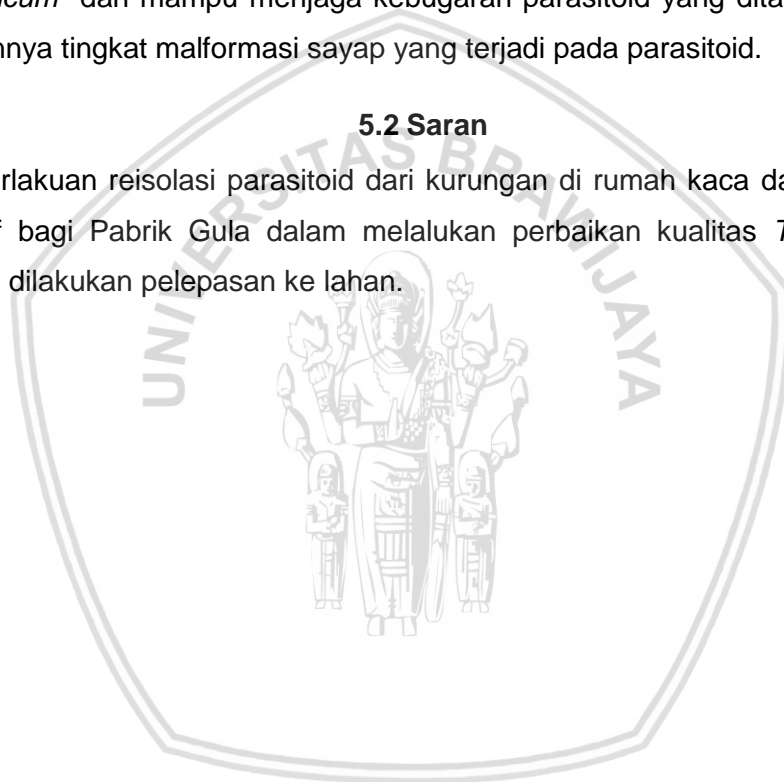 icum dan mampu menjaga kebugaran parasitoid yang dita
nnya tingkat malformasi sayap yang terjadi pada parasitoid.
5.2 Saran
rlakuan reisolasi parasitoid dari kurungan di rumah kaca da
f bagi Pabrik Gula dalam melalukan perbaikan kualitas T
dilakukan pelepasan ke lahan.
UNIVERSITAS BRAWIJAYA